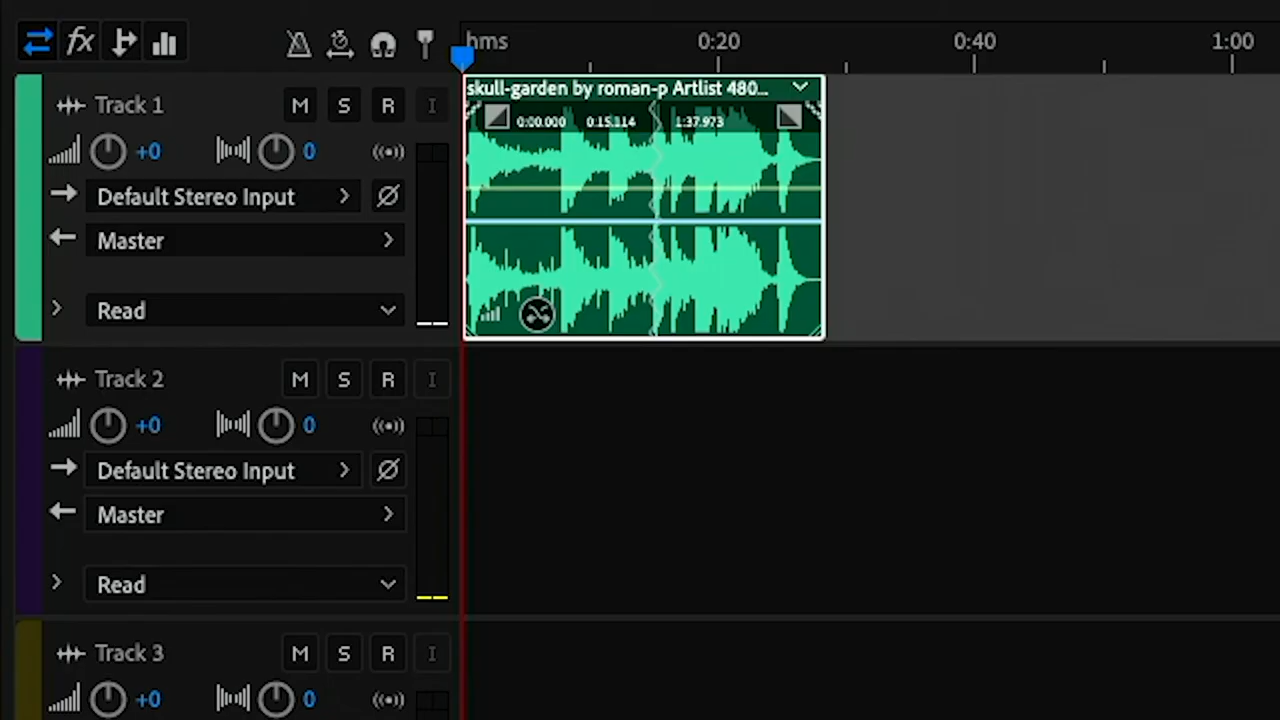 fx
hms 0:20 0:40 1:00
skull-garden by roman-p Artlist 480...
0:00.000 0:15.114 1:37.973
Track 1 M S R I
+0 0
Default Stereo Input
Master
Read
Track 2 M S R I
+0 0
Default Stereo Input
Master
Read
Track 3 M S R I
+0 0